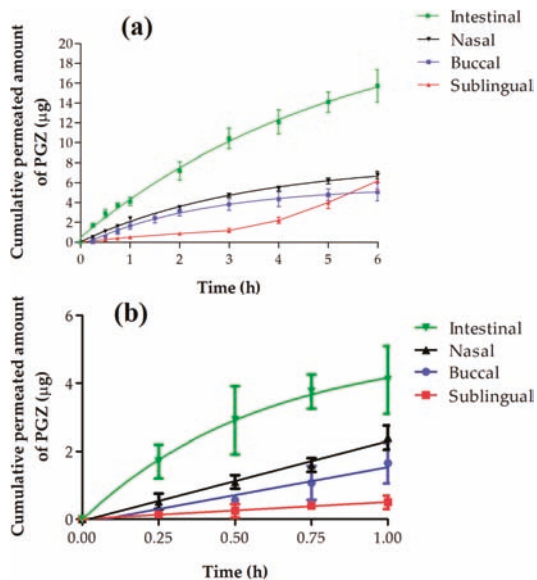 (a)
Intestinal
Nasal
Buccal
Sublingual
Cumulative permeated amount
of PGZ (µg)
20
18
16
14
12
10
8
6
4
2
0
0 1 2 3 4 5 6
Time (h)
(b)
Intestinal
Nasal
Buccal
Sublingual
Cumulative permeated amount
of PGZ (µg)
6
4
2
0
0.00 0.25 0.50 0.75 1.00
Time (h)